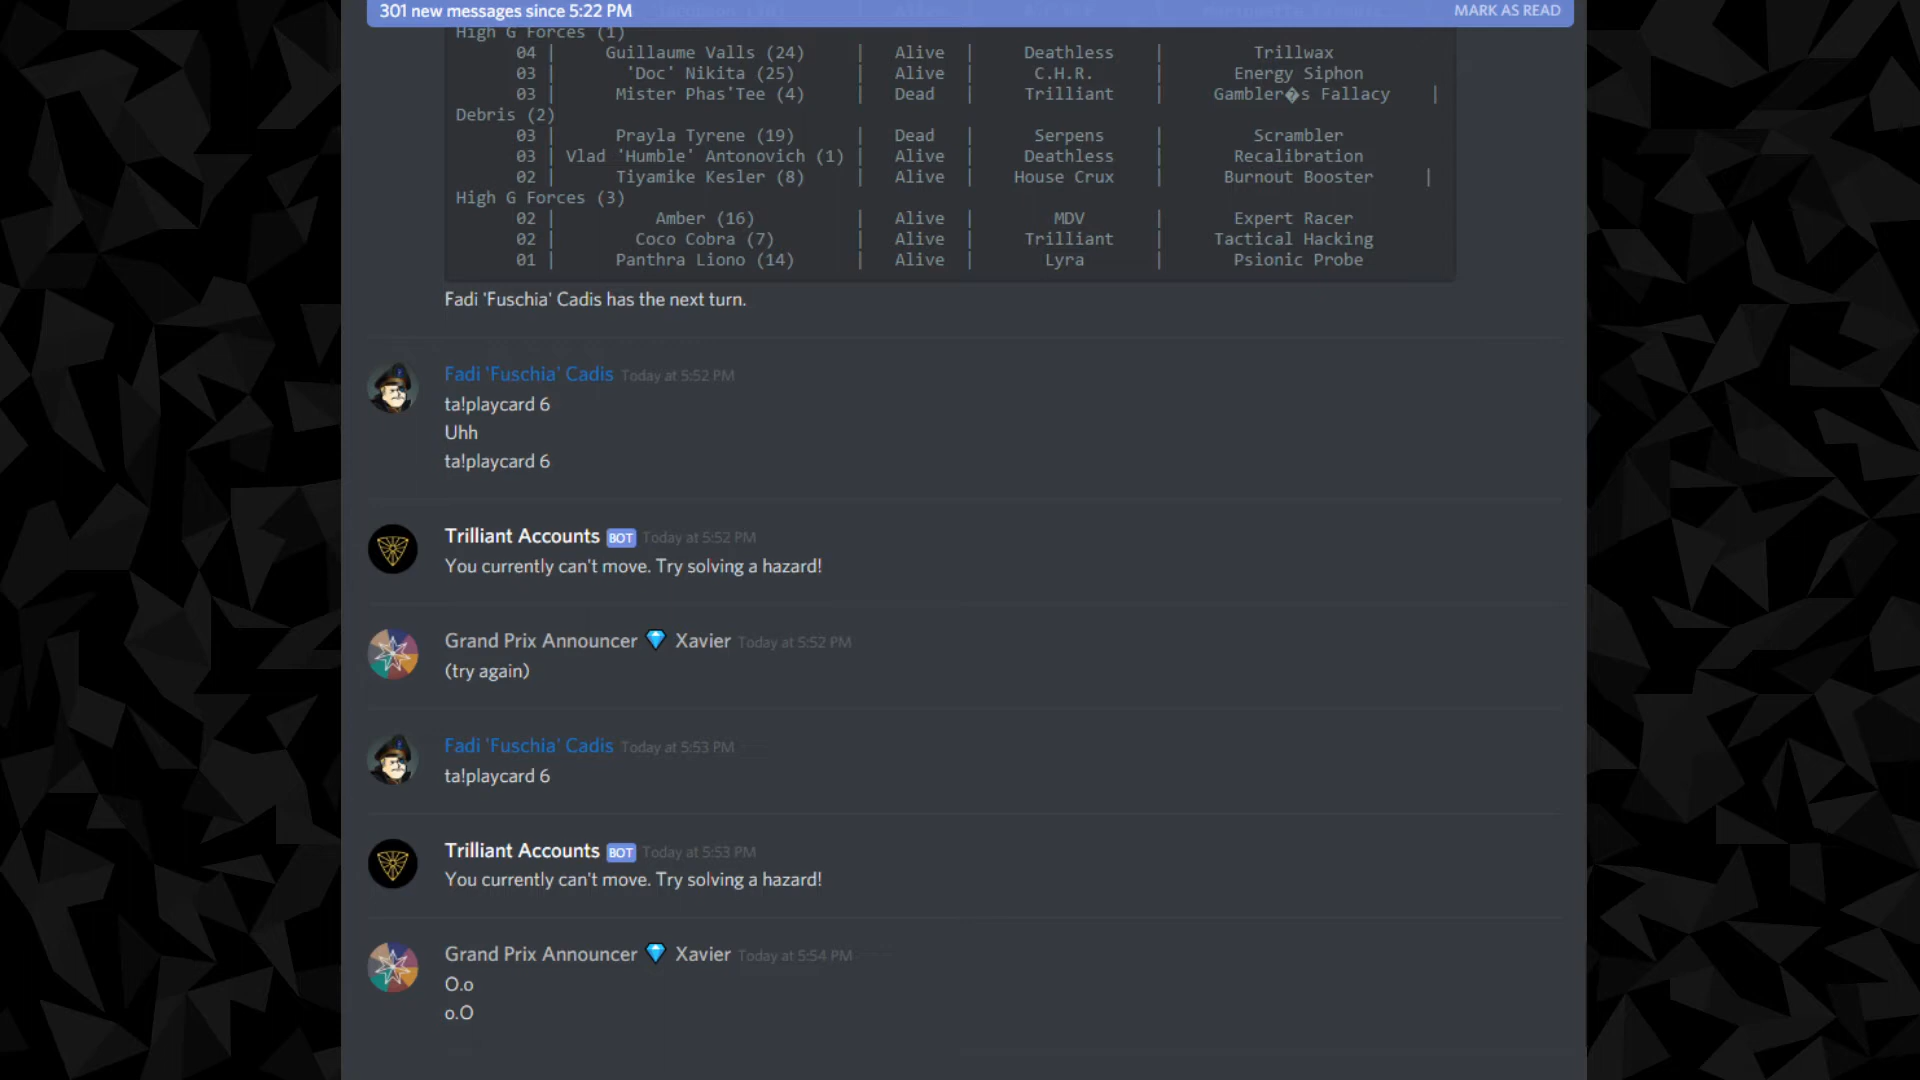 301 new messages since 5:22 PM MARK AS READ
High G Forces (1)
04 | Guillaume Valls (24) | Alive | Deathless | Trillwax
03 | 'Doc' Nikita (25) | Alive | C.H.R. | Energy Siphon
03 | Mister Phas'Tee (4) | Dead | Trilliant | Gambler�s Fallacy |
Debris (2)
03 | Prayla Tyrene (19) | Dead | Serpens | Scrambler
03 | Vlad 'Humble' Antonovich (1) | Alive | Deathless | Recalibration
02 | Tiyamike Kesler (8) | Alive | House Crux | Burnout Booster |
High G Forces (3)
02 | Amber (16) | Alive | MDV | Expert Racer
02 | Coco Cobra (7) | Alive | Trilliant | Tactical Hacking
01 | Panthra Liono (14) | Alive | Lyra | Psionic Probe
Fadi 'Fuschia' Cadis has the next turn.
Fadi 'Fuschia' Cadis Today at 5:52 PM
ta!playcard 6
Uhh
ta!playcard 6
Trilliant Accounts BOT Today at 5:52 PM
You currently can't move. Try solving a hazard!
Grand Prix Announcer 💎 Xavier Today at 5:52 PM
(try again)
Fadi 'Fuschia' Cadis Today at 5:53 PM
ta!playcard 6
Trilliant Accounts BOT Today at 5:53 PM
You currently can't move. Try solving a hazard!
Grand Prix Announcer 💎 Xavier Today at 5:54 PM
O.o
o.O